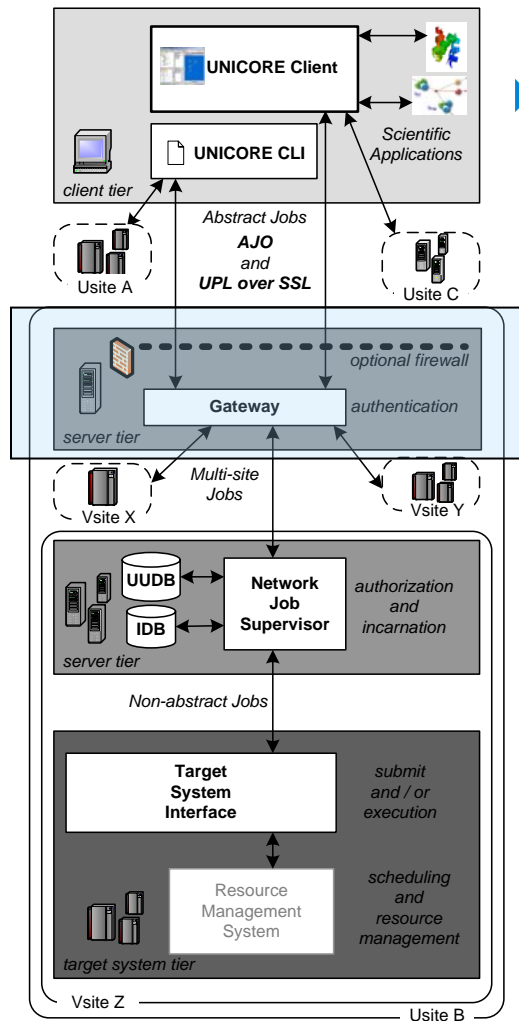 UNICORE Client
UNICORE CLI
Scientific
Applications
client tier
Abstract Jobs
AJO
and
UPL over SSL
Usite A
Usite C
optional firewall
Gateway
authentication
server tier
Vsite X
Multi-site
Jobs
Vsite Y
UUDB
IDB
Network
Job
Supervisor
authorization
and
incarnation
server tier
Non-abstract Jobs
Target
System
Interface
submit
and / or
execution
Resource
Management
System
scheduling
and
resource
management
target system tier
Vsite Z
Usite B